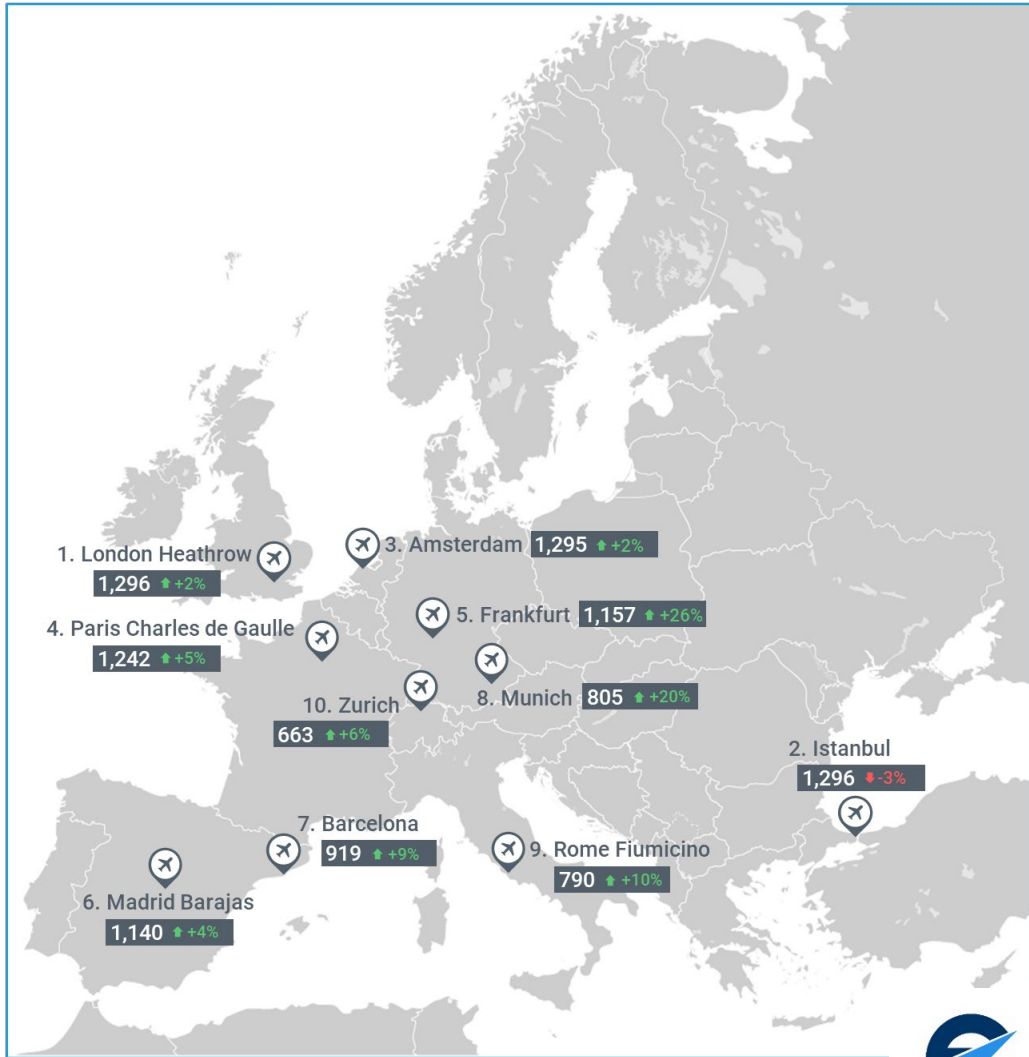 3. Amsterdam 1,295 +2%
1. London Heathrow
1,296 +2%
5. Frankfurt 1,157 +26%
4. Paris Charles de Gaulle
1,242 +5%
8. Munich 805 +20%
10. Zurich
663 +6%
2. Istanbul
1,296 -3%
7. Barcelona
919 +9%
9. Rome Fiumicino
790 +10%
6. Madrid Barajas
1,140 +4%